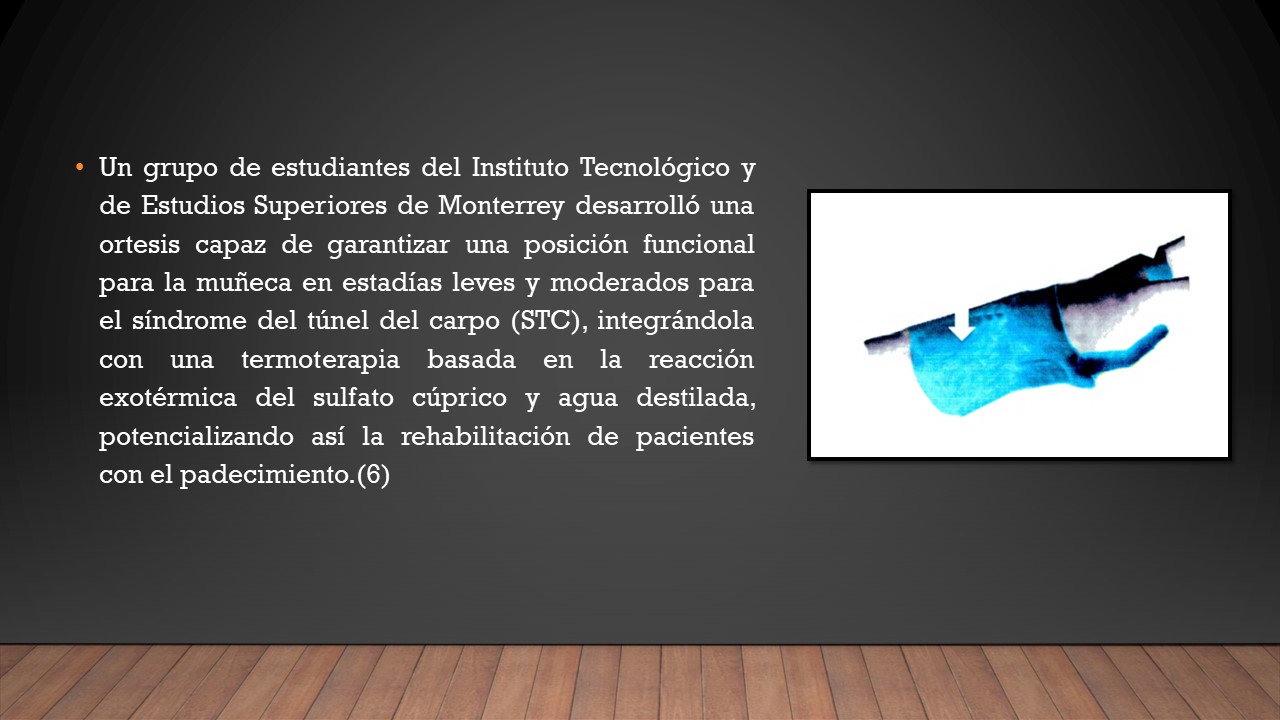 • Un grupo de estudiantes del Instituto Tecnológico y
de Estudios Superiores de Monterrey desarrolló una
ortesis capaz de garantizar una posición funcional
para la muñeca en estadías leves y moderados para
el síndrome del túnel del carpo (STC), integrándola
con una termoterapia basada en la reacción
exotérmica del sulfato cúprico y agua destilada,
potencializando así la rehabilitación de pacientes
con el padecimiento.(6)